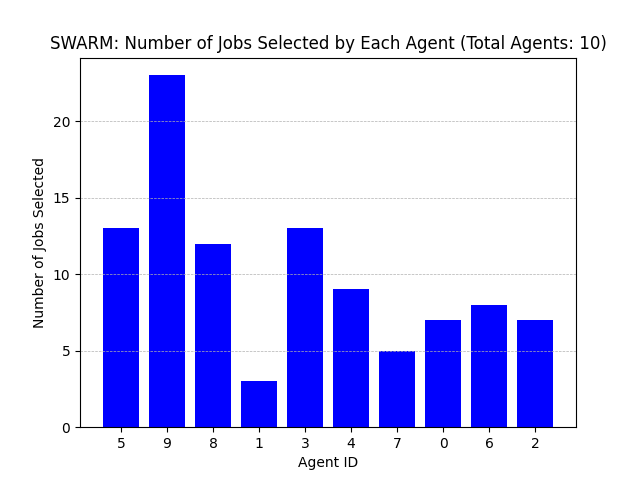 SWARM: Number of Jobs Selected by Each Agent (Total Agents: 10)
Number of Jobs Selected
20
15
10
5
0
5 9 8 1 3 4 7 0 6 2
Agent ID